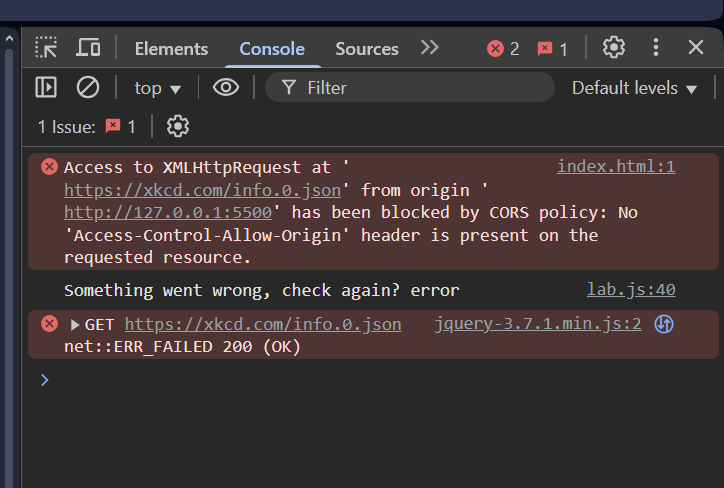 Elements Console Sources 2 1
top Filter Default levels
1 Issue: 1
Access to XMLHttpRequest at ' index.html:1
https://xkcd.com/info.0.json' from origin '
http://127.0.0.1:5500' has been blocked by CORS policy: No
'Access-Control-Allow-Origin' header is present on the
requested resource.
Something went wrong, check again? error lab.js:40
GET https://xkcd.com/info.0.json jquery-3.7.1.min.js:2
net::ERR_FAILED 200 (OK)